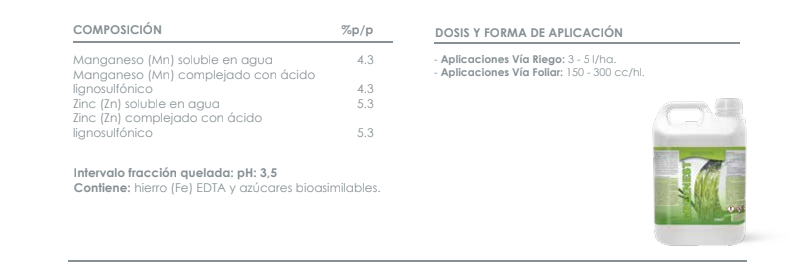 COMPOSICIÓN %p/p
Manganeso (Mn) soluble en agua 4.3
Manganeso (Mn) complejado con ácido
lignosulfónico 4.3
Zinc (Zn) soluble en agua 5.3
Zinc (Zn) complejado con ácido
lignosulfónico 5.3
Intervalo fracción quelada: pH: 3,5
Contiene: hierro (Fe) EDTA y azúcares bioasimilables.
DOSIS Y FORMA DE APLICACIÓN
- Aplicaciones Vía Riego: 3 - 5 l/ha.
- Aplicaciones Vía Foliar: 150 - 300 cc/hl.